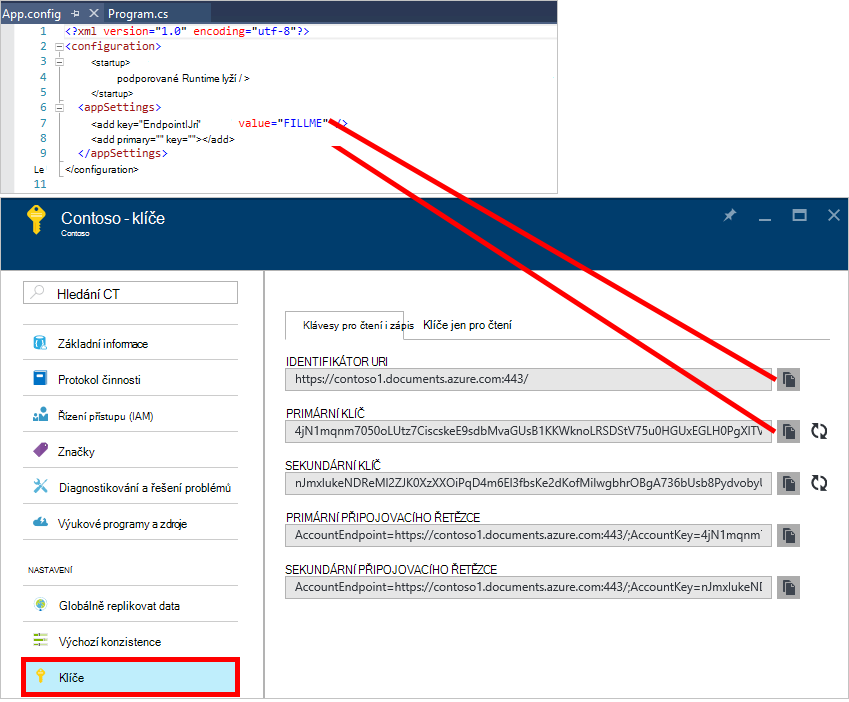 App.config Program.cs
1 <?xml version="1.0" encoding="utf-8"?>
2 <configuration>
3 <startup>
4 podporované Runtime lyží / >
5 </startup>
6 <appSettings>
7 <add key="EndpointUri" value="FILLME" />
8 <add primary="" key=""></add>
9 </appSettings>
Le </configuration>
11
Contoso - klíče
Contoso
Hledání CT
Základní informace
Protokol činnosti
Řízení přístupu (IAM)
Značky
Diagnostikování a řešení problémů
Výukové programy a zdroje
NASTAVENÍ
Globálně replikovat data
Výchozí konzistence
Klíče
Klávesy pro čtení i zápis Klíče jen pro čtení
IDENTIFIKÁTOR URI
https://contoso1.documents.azure.com:443/
PRIMÁRNÍ KLÍČ
4jN1mqnm7050oLUtz7CiscskeE9sdbMvaGUsB1KKWknoLRSDStV75u0HGUxEGLH0PgXlTV
SEKUNDÁRNÍ KLÍČ
nJmxlukeNDReMl2ZJK0XzXXOiPqD4m6El3fbsKe2dKofMilwgbhrOBgA736bUsb8Pydvobyl
PRIMÁRNÍ PŘIPOJOVACÍHO ŘETĚZCE
AccountEndpoint=https://contoso1.documents.azure.com:443/;AccountKey=4jN1mqnm
SEKUNDÁRNÍ PŘIPOJOVACÍHO ŘETĚZCE
AccountEndpoint=https://contoso1.documents.azure.com:443/;AccountKey=nJmxlukeN